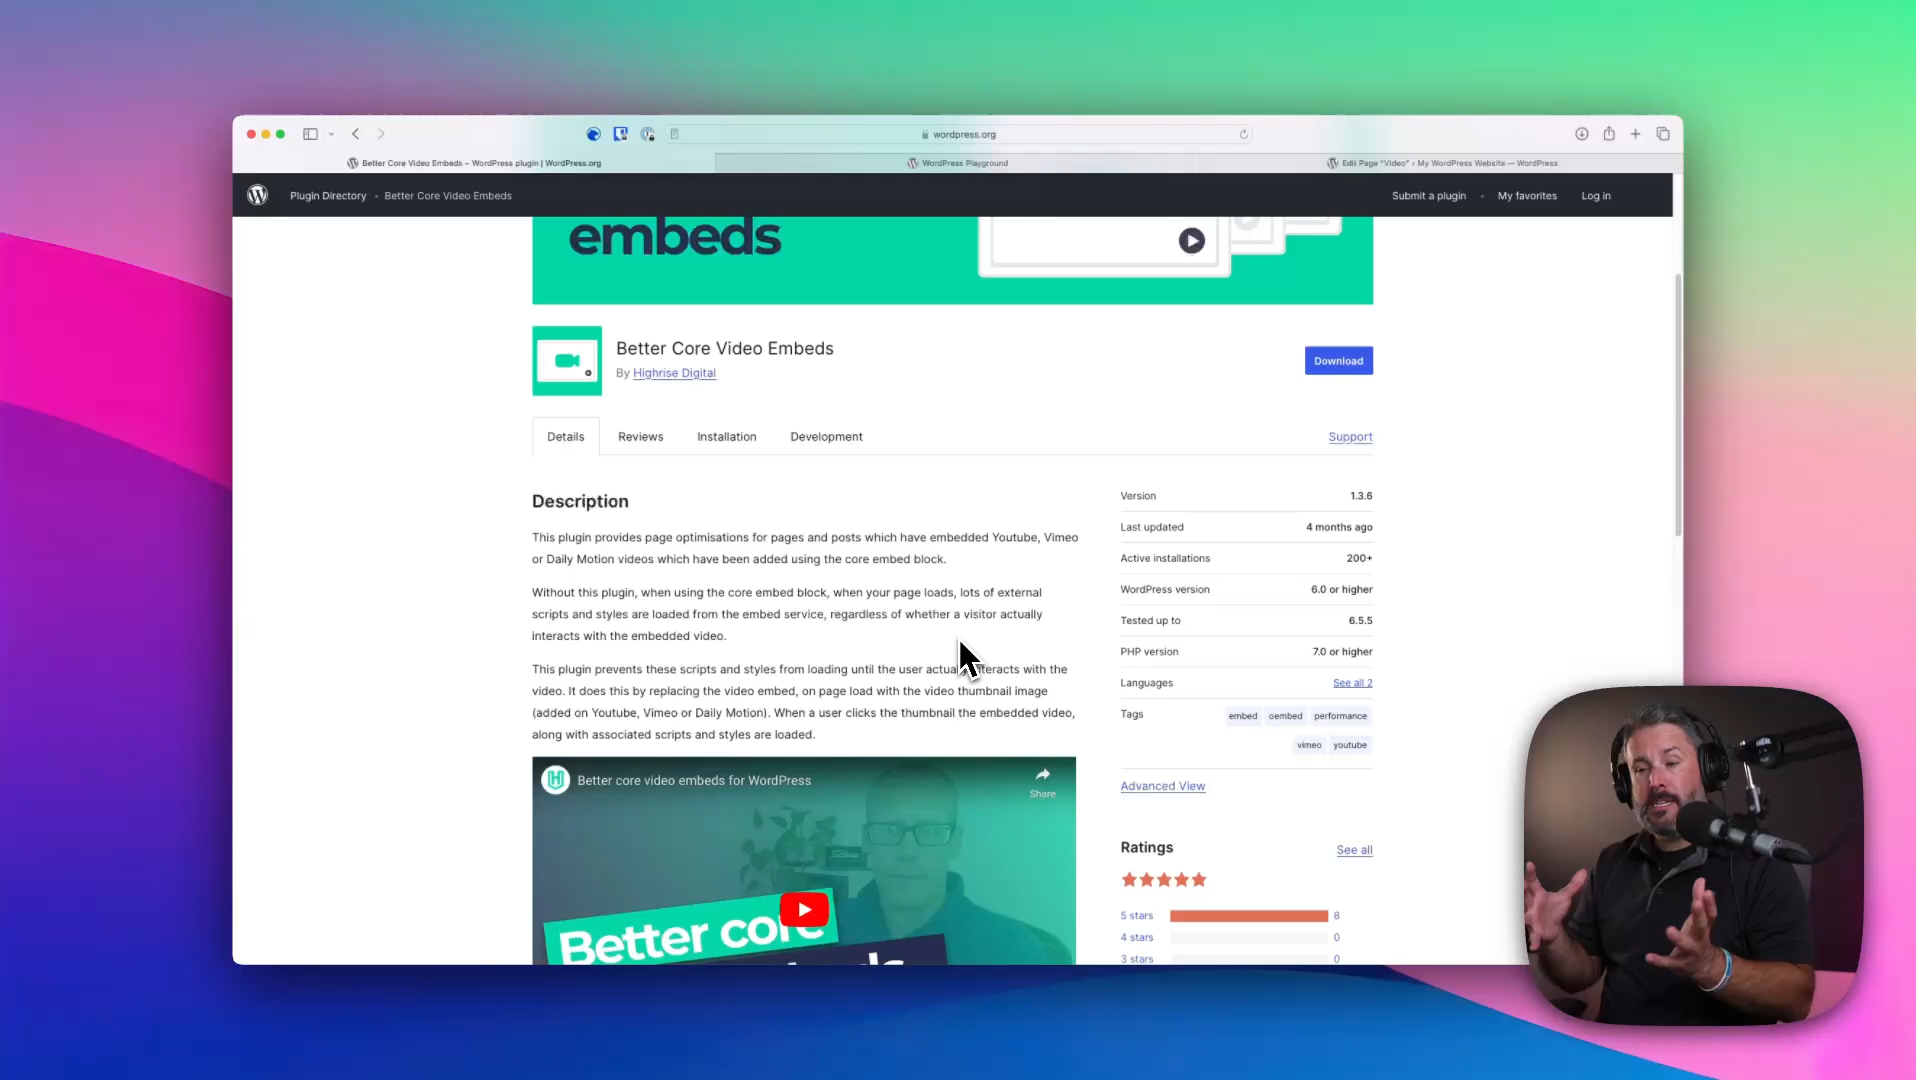 wordpress.org
Better Core Video Embeds – WordPress plugin | WordPress.org
WordPress Playground
Edit Page “Video” ‹ My WordPress Website — WordPress
Plugin Directory • Better Core Video Embeds
Submit a plugin • My favorites
Log in
embeds
Better Core Video Embeds
By Highrise Digital
Download
Details
Reviews
Installation
Development
Support
Description
This plugin provides page optimisations for pages and posts which have embedded Youtube, Vimeo
or Daily Motion videos which have been added using the core embed block.
Without this plugin, when using the core embed block, when your page loads, lots of external
scripts and styles are loaded from the embed service, regardless of whether a visitor actually
interacts with the embedded video.
This plugin prevents these scripts and styles from loading until the user actua teracts with the
video. It does this by replacing the video embed, on page load with the video thumbnail image
(added on Youtube, Vimeo or Daily Motion). When a user clicks the thumbnail the embedded video,
along with associated scripts and styles are loaded.
Better core video embeds for WordPress
Share
Better core
Version 1.3.6
Last updated 4 months ago
Active installations 200+
WordPress version 6.0 or higher
Tested up to 6.5.5
PHP version 7.0 or higher
Languages See all 2
Tags embed oembed performance
vimeo youtube
Advanced View
Ratings See all
5 stars 8
4 stars 0
3 stars 0